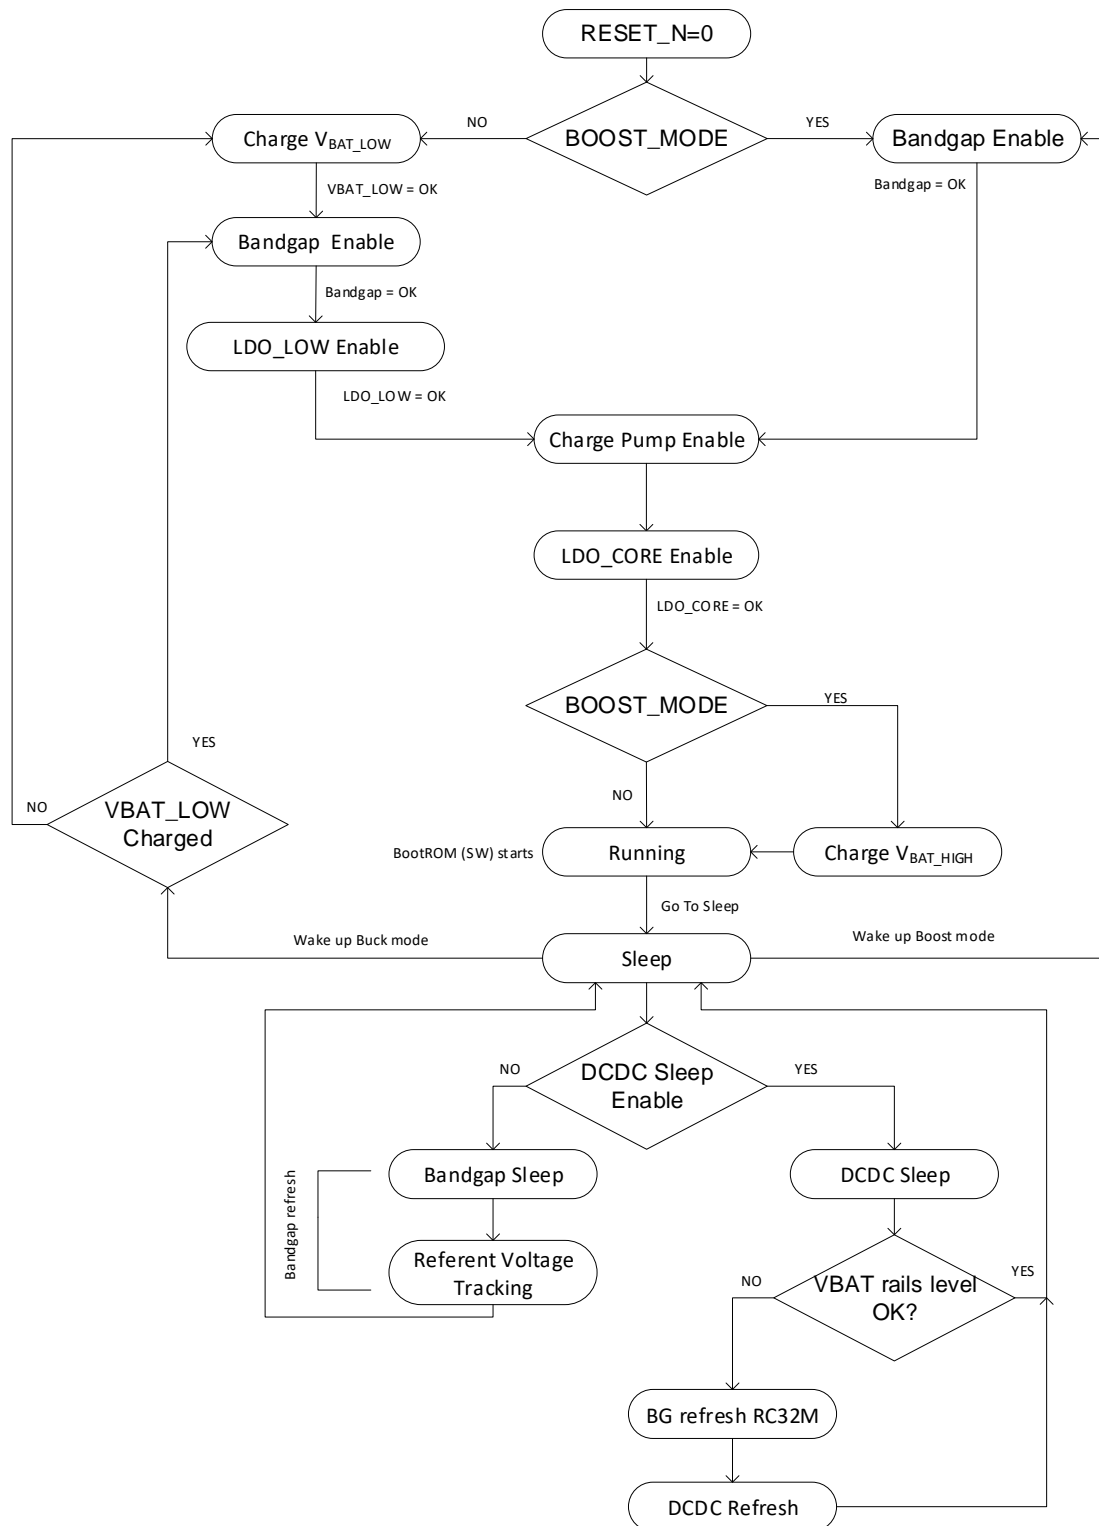 RESET_N=0
BOOST_MODE
NO
YES
Charge VBAT_LOW
Bandgap Enable
VBAT_LOW = OK
Bandgap = OK
Bandgap Enable
Bandgap = OK
LDO_LOW Enable
LDO_LOW = OK
Charge Pump Enable
LDO_CORE Enable
LDO_CORE = OK
BOOST_MODE
YES
NO
YES
NO
VBAT_LOW
Charged
BootROM (SW) starts
Running
Charge VBAT_HIGH
Go To Sleep
Wake up Buck mode
Wake up Boost mode
Sleep
NO
YES
DCDC Sleep
Enable
Bandgap refresh
Bandgap Sleep
DCDC Sleep
Referent Voltage
Tracking
NO
YES
VBAT rails level
OK?
BG refresh RC32M
DCDC Refresh